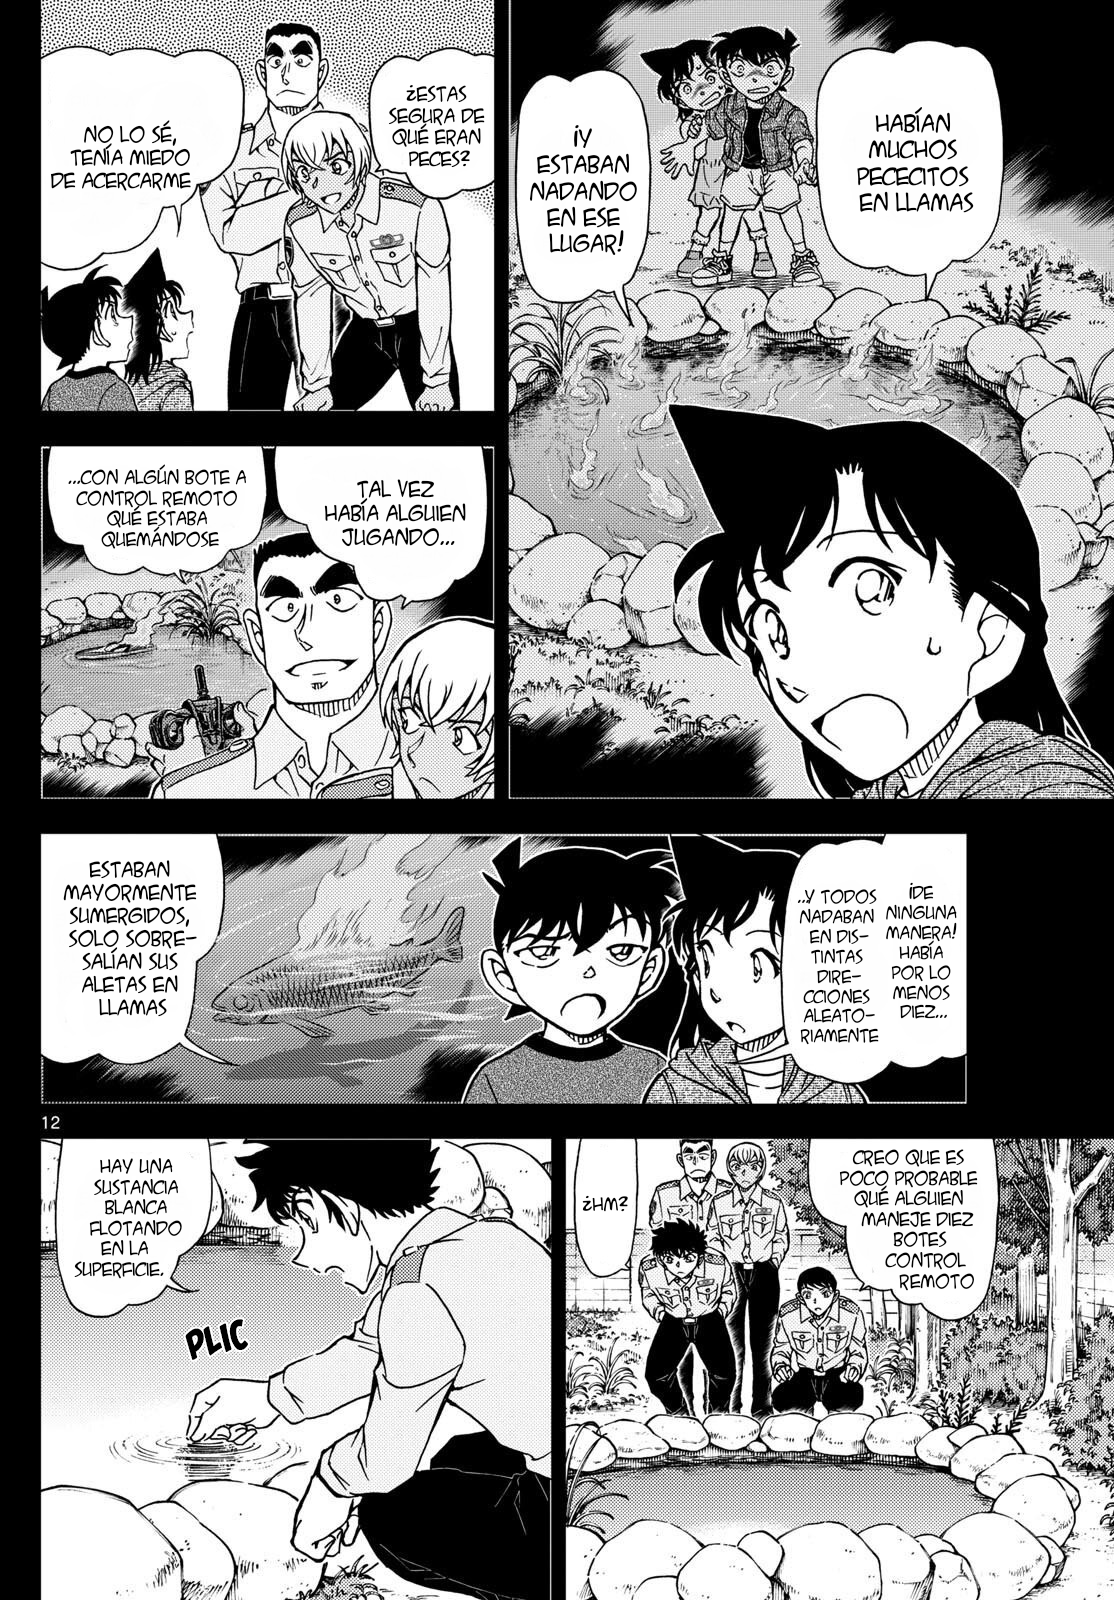 HABÍAN
MUCHOS
PECECITOS
EN LLAMAS
¡Y
ESTABAN
NADANDO
EN ESE
LUGAR!
¿ESTAS
SEGURA DE
QUÉ ERAN
PECES?
NO LO SÉ,
TENÍA MIEDO
DE ACERCARME
TAL VEZ
HABÍA ALGUIEN
JUGANDO...
...CON ALGÚN BOTE A
CONTROL REMOTO
QUÉ ESTABA
QUEMÁNDOSE
¡DE
NINGUNA
MANERA!
HABÍA
POR LO
MENOS
DIEZ...
...Y TODOS
NADABAN
EN DIS-
TINTAS
DIRE-
CCIONES
ALEATO-
RIAMENTE
ESTABAN
MAYORMENTE
SUMERGIDOS,
SOLO SOBRE-
SALÍAN SUS
ALETAS EN
LLAMAS
12
CREO QUE ES
POCO PROBABLE
QUÉ ALGUIEN
MANEJE DIEZ
BOTES
CONTROL
REMOTO
¿HM?
HAY UNA
SUSTANCIA
BLANCA
FLOTANDO
EN LA
SUPERFICIE.
PLIC